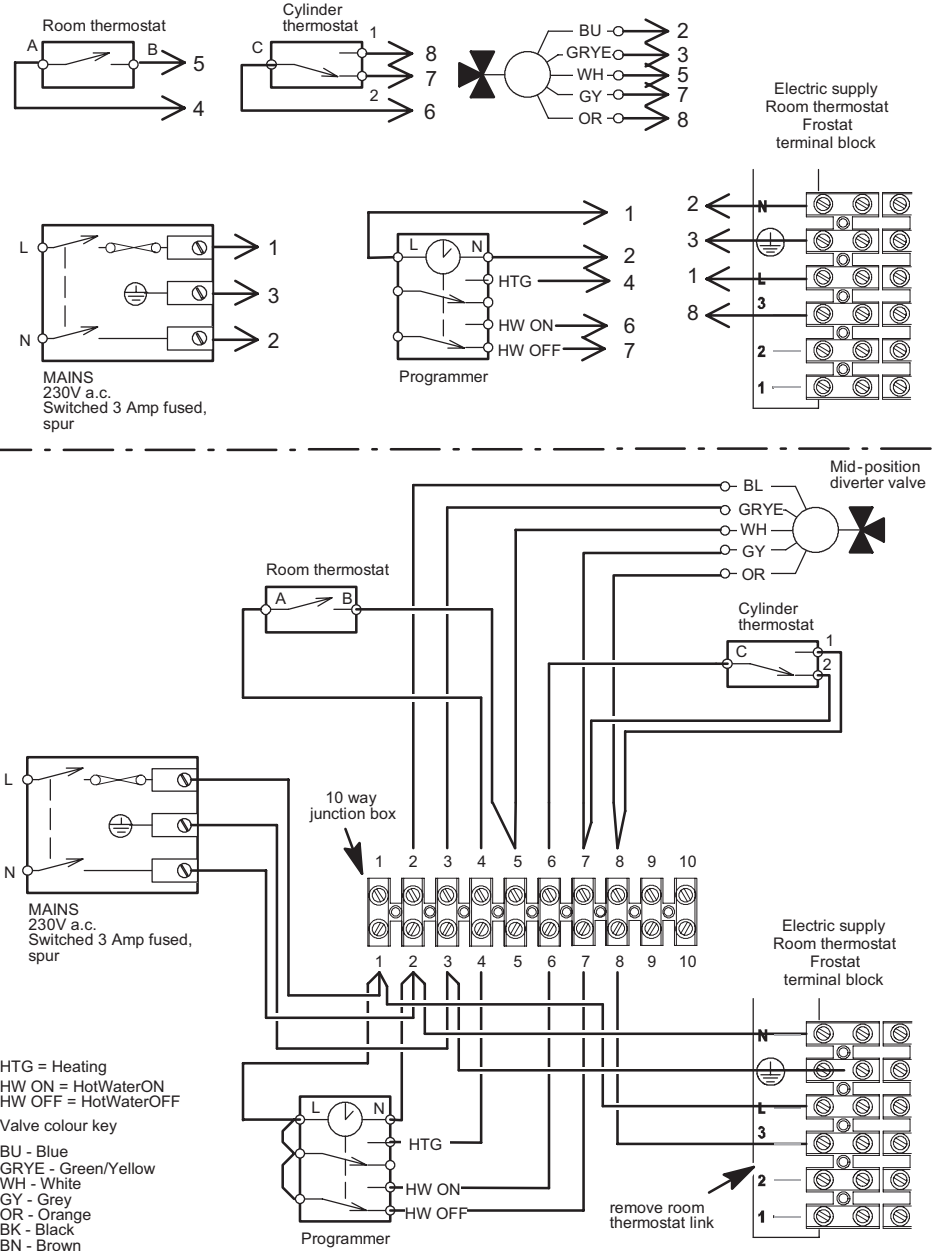 Room thermostat
A
B
5
4
Cylinder
thermostat
C
1
8
7
2
6
BU
2
GRYE
3
WH
5
GY
7
OR
8
Electric supply
Room thermostat
Frostat
terminal block
2
N
3
1
L
3
8
2
1
L
1
3
N
2
MAINS
230V a.c.
Switched 3 Amp fused,
spur
1
L
N
2
HTG
4
HW ON
6
HW OFF
7
Programmer
Mid-position
diverter valve
BL
GRYE
WH
GY
OR
Room thermostat
A
B
Cylinder
thermostat
C
1
2
L
N
MAINS
230V a.c.
Switched 3 Amp fused,
spur
10 way
junction box
1 2 3 4 5 6 7 8 9 10
1 2 3 4 5 6 7 8 9 10
Electric supply
Room thermostat
Frostat
terminal block
N
L
3
2
1
remove room
thermostat link
L
N
HTG
HW ON
HW OFF
Programmer
HTG = Heating
HW ON = HotWaterON
HW OFF = HotWaterOFF
Valve colour key
BU - Blue
GRYE - Green/Yellow
WH - White
GY - Grey
OR - Orange
BK - Black
BN - Brown